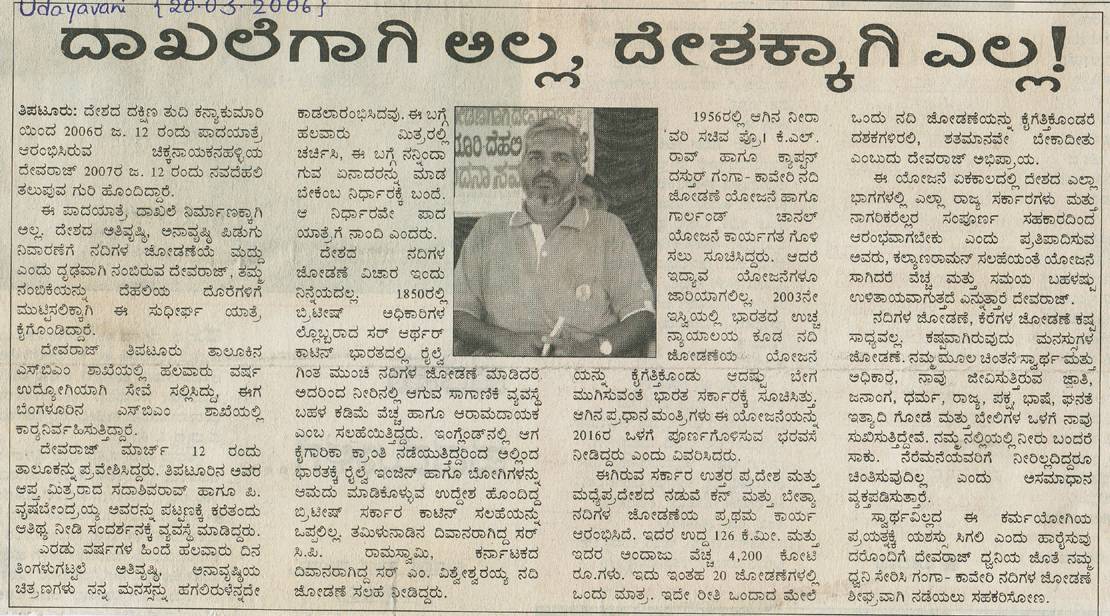 Udayavani {20.03.2006}
ದಾಖಲೆಗಾಗಿ ಅಲ್ಲ, ದೇಶಕ್ಕಾಗಿ ಎಲ್ಲ!
ತಿಪಟೂರು: ದೇಶದ ದಕ್ಷಿಣ ತುದಿ ಕನ್ಯಾಕುಮಾರಿ
ಯಿಂದ 2006ರ ಜ. 12 ರಂದು ಪಾದಯಾತ್ರೆ
ಆರಂಭಿಸಿರುವ ಚಿಕ್ಕನಾಯಕನಹಳ್ಳಿಯ
ದೇವರಾಜ್ 2007ರ ಜ. 12 ರಂದು ನವದೆಹಲಿ
ತಲುಪುವ ಗುರಿ ಹೊಂದಿದ್ದಾರೆ.
ಈ ಪಾದಯಾತ್ರೆ ದಾಖಲೆ ನಿರ್ಮಾಣಕ್ಕಾಗಿ
ಅಲ್ಲ. ದೇಶದ ಅತಿವೃಷ್ಠಿ, ಅನಾವೃಷ್ಠಿ ಪಿಡುಗು
ನಿವಾರಣೆಗೆ ನದಿಗಳ ಜೋಡಣೆಯೆ ಮದ್ದು
ಎಂದು ದೃಢವಾಗಿ ನಂಬಿರುವ ದೇವರಾಜ್, ತಮ್ಮ
ನಂಬಿಕೆಯನ್ನು ದೆಹಲಿಯ ದೊರೆಗಳಿಗೆ
ಮುಟ್ಟಿಸಲಿಕ್ಕಾಗಿ ಈ ಸುಧೀರ್ಘ ಯಾತ್ರೆ
ಕೈಗೊಂಡಿದ್ದಾರೆ.
ದೇವರಾಜ್ ತಿಪಟೂರು ತಾಲೂಕಿನ
ಎಸ್‌ಬಿಎಂ ಶಾಖೆಯಲ್ಲಿ ಹಲವಾರು ವರ್ಷ
ಉದ್ಯೋಗಿಯಾಗಿ ಸೇವೆ ಸಲ್ಲಿಸಿದ್ದು, ಈಗ
ಬೆಂಗಳೂರಿನ ಎಸ್‌ಬಿಎಂ ಶಾಖೆಯಲ್ಲಿ
ಕಾರ್‍ಯನಿರ್ವಹಿಸುತ್ತಿದ್ದಾರೆ.
ದೇವರಾಜ್ ಮಾರ್ಚ್ 12 ರಂದು
ತಾಲೂಕನ್ನು ಪ್ರವೇಶಿಸಿದ್ದರು. ತಿಪಟೂರಿನ ಅವರ
ಆಪ್ತ ಮಿತ್ರರಾದ ಸದಾಶಿವರಾವ್ ಹಾಗೂ ಪಿ.
ವೃಷಬೇಂದ್ರಯ್ಯ ಅವರನ್ನು ಪಟ್ಟಣಕ್ಕೆ ಕರೆತಂದು
ಆತಿಥ್ಯ ನೀಡಿ ಸಂದರ್ಶನಕ್ಕೆ ವ್ಯವಸ್ಥೆ ಮಾಡಿದ್ದರು.
ಎರಡು ವರ್ಷಗಳ ಹಿಂದೆ ಹಲವಾರು ದಿನ
ತಿಂಗಳುಗಟ್ಟಲೆ ಅತಿವೃಷ್ಟಿ, ಅನಾವೃಷ್ಟಿಯ
ಚಿತ್ರಣಗಳು ನನ್ನ ಮನಸ್ಸನ್ನು ಹಗಲಿರುಳೆನ್ನದೇ
ಕಾಡಲಾರಂಭಿಸಿದವು. ಈ ಬಗ್ಗೆ
ಹಲವಾರು ಮಿತ್ರರಲ್ಲಿ
ಚರ್ಚಿಸಿ, ಈ ಬಗ್ಗೆ ನನ್ನಿಂದಾ
ಗುವ ಏನಾದರನ್ನು ಮಾಡ
ಬೇಕೆಂಬ ನಿರ್ಧಾರಕ್ಕೆ ಬಂದೆ.
ಆ ನಿರ್ಧಾರವೇ ಪಾದ
ಯಾತ್ರೆಗೆ ನಾಂದಿ ಎಂದರು.
ದೇಶದ ನದಿಗಳ
ಜೋಡಣೆ ವಿಚಾರ ಇಂದು
ನಿನ್ನೆಯದಲ್ಲ. 1850ರಲ್ಲಿ
ಬ್ರಿಟೀಷ್ ಅಧಿಕಾರಿಗಳ
ಲ್ಲೊಬ್ಬರಾದ ಸರ್ ಆರ್ಥರ್
ಕಾಟಿನ್ ಭಾರತದಲ್ಲಿ ರೈಲ್ವೆ
ಗಿಂತ ಮುಂಚೆ ನದಿಗಳ ಜೋಡಣೆ ಮಾಡಿದರೆ
ಅದರಿಂದ ನೀರಿನಲ್ಲಿ ಆಗುವ ಸಾಗಾಣಿಕೆ ವ್ಯವಸ್ಥೆ
ಬಹಳ ಕಡಿಮೆ ವೆಚ್ಚ ಹಾಗೂ ಆರಾಮದಾಯಕ
ಎಂಬ ಸಲಹೆಯಿತ್ತಿದ್ದರು. ಇಂಗ್ಲೆಂಡ್‌ನಲ್ಲಿ ಆಗ
ಕೈಗಾರಿಕಾ ಕ್ರಾಂತಿ ನಡೆಯುತ್ತಿದ್ದರಿಂದ ಅಲ್ಲಿಂದ
ಭಾರತಕ್ಕೆ ರೈಲ್ವೆ ಇಂಜಿನ್ ಹಾಗೂ ಬೋಗಿಗಳನ್ನು
ಆಮದು ಮಾಡಿಕೊಳ್ಳುವ ಉದ್ದೇಶ ಹೊಂದಿದ್ದ
ಬ್ರಿಟೀಷ್ ಸರ್ಕಾರ ಕಾಟಿನ್ ಸಲಹೆಯನ್ನು
ಒಪ್ಪಲಿಲ್ಲ. ತಮಿಳುನಾಡಿನ ದಿವಾನರಾಗಿದ್ದ ಸರ್
ಸಿ.ಪಿ. ರಾಮಸ್ವಾಮಿ, ಕರ್ನಾಟಕದ
ದಿವಾನರಾಗಿದ್ದ ಸರ್ ಎಂ. ವಿಶ್ವೇಶ್ವರಯ್ಯ ನದಿ
ಜೋಡಣೆ ಸಲಹೆ ನೀಡಿದ್ದರು.
1956ರಲ್ಲಿ ಆಗಿನ ನೀರಾ
ವರಿ ಸಚಿವ ಪ್ರೊ। ಕೆ.ಎಲ್.
ರಾವ್ ಹಾಗೂ ಕ್ಯಾಪ್ಟನ್
ದಸ್ತುರ್ ಗಂಗಾ- ಕಾವೇರಿ ನದಿ
ಜೋಡಣೆ ಯೋಜನೆ ಹಾಗೂ
ಗಾರ್ಲಂಡ್ ಚಾನಲ್
ಯೋಜನೆ ಕಾರ್ಯಗತ ಗೊಳಿ
ಸಲು ಸೂಚಿಸಿದ್ದರು. ಆದರೆ
ಇದ್ಯಾವ ಯೋಜನೆಗಳೂ
ಜಾರಿಯಾಗಲಿಲ್ಲ. 2003ನೇ
ಇಸ್ವಿಯಲ್ಲಿ ಭಾರತದ ಉಚ್ಚ
ನ್ಯಾಯಾಲಯ ಕೂಡ ನದಿ
ಜೋಡಣೆಯ ಯೋಜನೆ
ಯನ್ನು ಕೈಗೆತ್ತಿಕೊಂಡು ಆದಷ್ಟು ಬೇಗ
ಮುಗಿಸುವಂತೆ ಭಾರತ ಸರ್ಕಾರಕ್ಕೆ ಸೂಚಿಸಿತು.
ಆಗಿನ ಪ್ರಧಾನ ಮಂತ್ರಿಗಳು ಈ ಯೋಜನೆಯನ್ನು
2016ರ ಒಳಗೆ ಪೂರ್ಣಗೊಳಿಸುವ ಭರವಸೆ
ನೀಡಿದ್ದರು ಎಂದು ವಿವರಿಸಿದರು.
ಈಗಿರುವ ಸರ್ಕಾರ ಉತ್ತರ ಪ್ರದೇಶ ಮತ್ತು
ಮಧ್ಯಪ್ರದೇಶದ ನಡುವೆ ಕೆನ್ ಮತ್ತು ಬೇತ್ವಾ
ನದಿಗಳ ಜೋಡಣೆಯ ಪ್ರಥಮ ಕಾರ್ಯ
ಆರಂಭಿಸಿದೆ. ಇದರ ಉದ್ದ 126 ಕಿ.ಮೀ. ಮತ್ತು
ಇದರ ಅಂದಾಜು ವೆಚ್ಚ 4,200 ಕೋಟಿ
ರೂ.ಗಳು. ಇದು ಇಂತಹ 20 ಜೋಡಣೆಗಳಲ್ಲಿ
ಒಂದು ಮಾತ್ರ. ಇದೇ ರೀತಿ ಒಂದಾದ ಮೇಲೆ
ಒಂದು ನದಿ ಜೋಡಣೆಯನ್ನು ಕೈಗೆತ್ತಿಕೊಂಡರೆ
ದಶಕಗಳಿರಲಿ, ಶತಮಾನವೇ ಬೇಕಾದೀತು
ಎಂಬುದು ದೇವರಾಜ್ ಅಭಿಪ್ರಾಯ.
ಈ ಯೋಜನೆ ಏಕಕಾಲದಲ್ಲಿ ದೇಶದ ಎಲ್ಲಾ
ಭಾಗಗಳಲ್ಲಿ ಎಲ್ಲಾ ರಾಜ್ಯ ಸರ್ಕಾರಗಳು ಮತ್ತು
ನಾಗರಿಕರೆಲ್ಲರ ಸಂಪೂರ್ಣ ಸಹಕಾರದಿಂದ
ಆರಂಭವಾಗಬೇಕು ಎಂದು ಪ್ರತಿಪಾದಿಸುವ
ಅವರು, ಕಲ್ಯಾಣರಾಮನ್ ಸಲಹೆಯಂತೆ ಯೋಜನೆ
ಸಾಗಿದರೆ ವೆಚ್ಚ ಮತ್ತು ಸಮಯ ಬಹಳಷ್ಟು
ಉಳಿತಾಯವಾಗುತ್ತದೆ ಎನ್ನುತ್ತಾರೆ ದೇವರಾಜ್.
ನದಿಗಳ ಜೋಡಣೆ, ಕೆರೆಗಳ ಜೋಡಣೆ ಕಷ್ಟ
ಸಾಧ್ಯವಲ್ಲ. ಕಷ್ಟವಾಗಿರುವುದು ಮನಸ್ಸುಗಳ
ಜೋಡಣೆ. ನಮ್ಮ ಮೂಲ ಚಿಂತನೆ ಸ್ವಾರ್ಥ ಮತ್ತು
ಅಧಿಕಾರ, ನಾವು ಜೀವಿಸುತ್ತಿರುವ ಜಾತಿ,
ಜನಾಂಗ, ಧರ್ಮ, ರಾಜ್ಯ, ಪಕ್ಷ, ಭಾಷೆ, ಘನತೆ
ಇತ್ಯಾದಿ ಗೋಡೆ ಮತ್ತು ಬೇಲಿಗಳ ಒಳಗೆ ನಾವು
ಸುಖಿಸುತ್ತಿದ್ದೇವೆ. ನಮ್ಮ ನಲ್ಲಿಯಲ್ಲಿ ನೀರು ಬಂದರೆ
ಸಾಕು. ನೆರೆಮನೆಯವರಿಗೆ ನೀರಿಲ್ಲದಿದ್ದರೂ
ಚಿಂತಿಸುವುದಿಲ್ಲ ಎಂದು ಅಸಮಾಧಾನ
ವ್ಯಕ್ತಪಡಿಸುತ್ತಾರೆ.
ಸ್ವಾರ್ಥವಿಲ್ಲದ ಈ ಕರ್ಮಯೋಗಿಯ
ಪ್ರಯತ್ನಕ್ಕೆ ಯಶಸ್ಸು ಸಿಗಲಿ ಎಂದು ಹಾರೈಸುವು
ದರೊಂದಿಗೆ ದೇವರಾಜ್ ಧ್ವನಿಯ ಜೊತೆ ನಮ್ಮ
ಧ್ವನಿ ಸೇರಿಸಿ ಗಂಗಾ- ಕಾವೇರಿ ನದಿಗಳ ಜೋಡಣೆ
ಶೀಘ್ರವಾಗಿ ನಡೆಯಲು ಸಹಕರಿಸೋಣ.